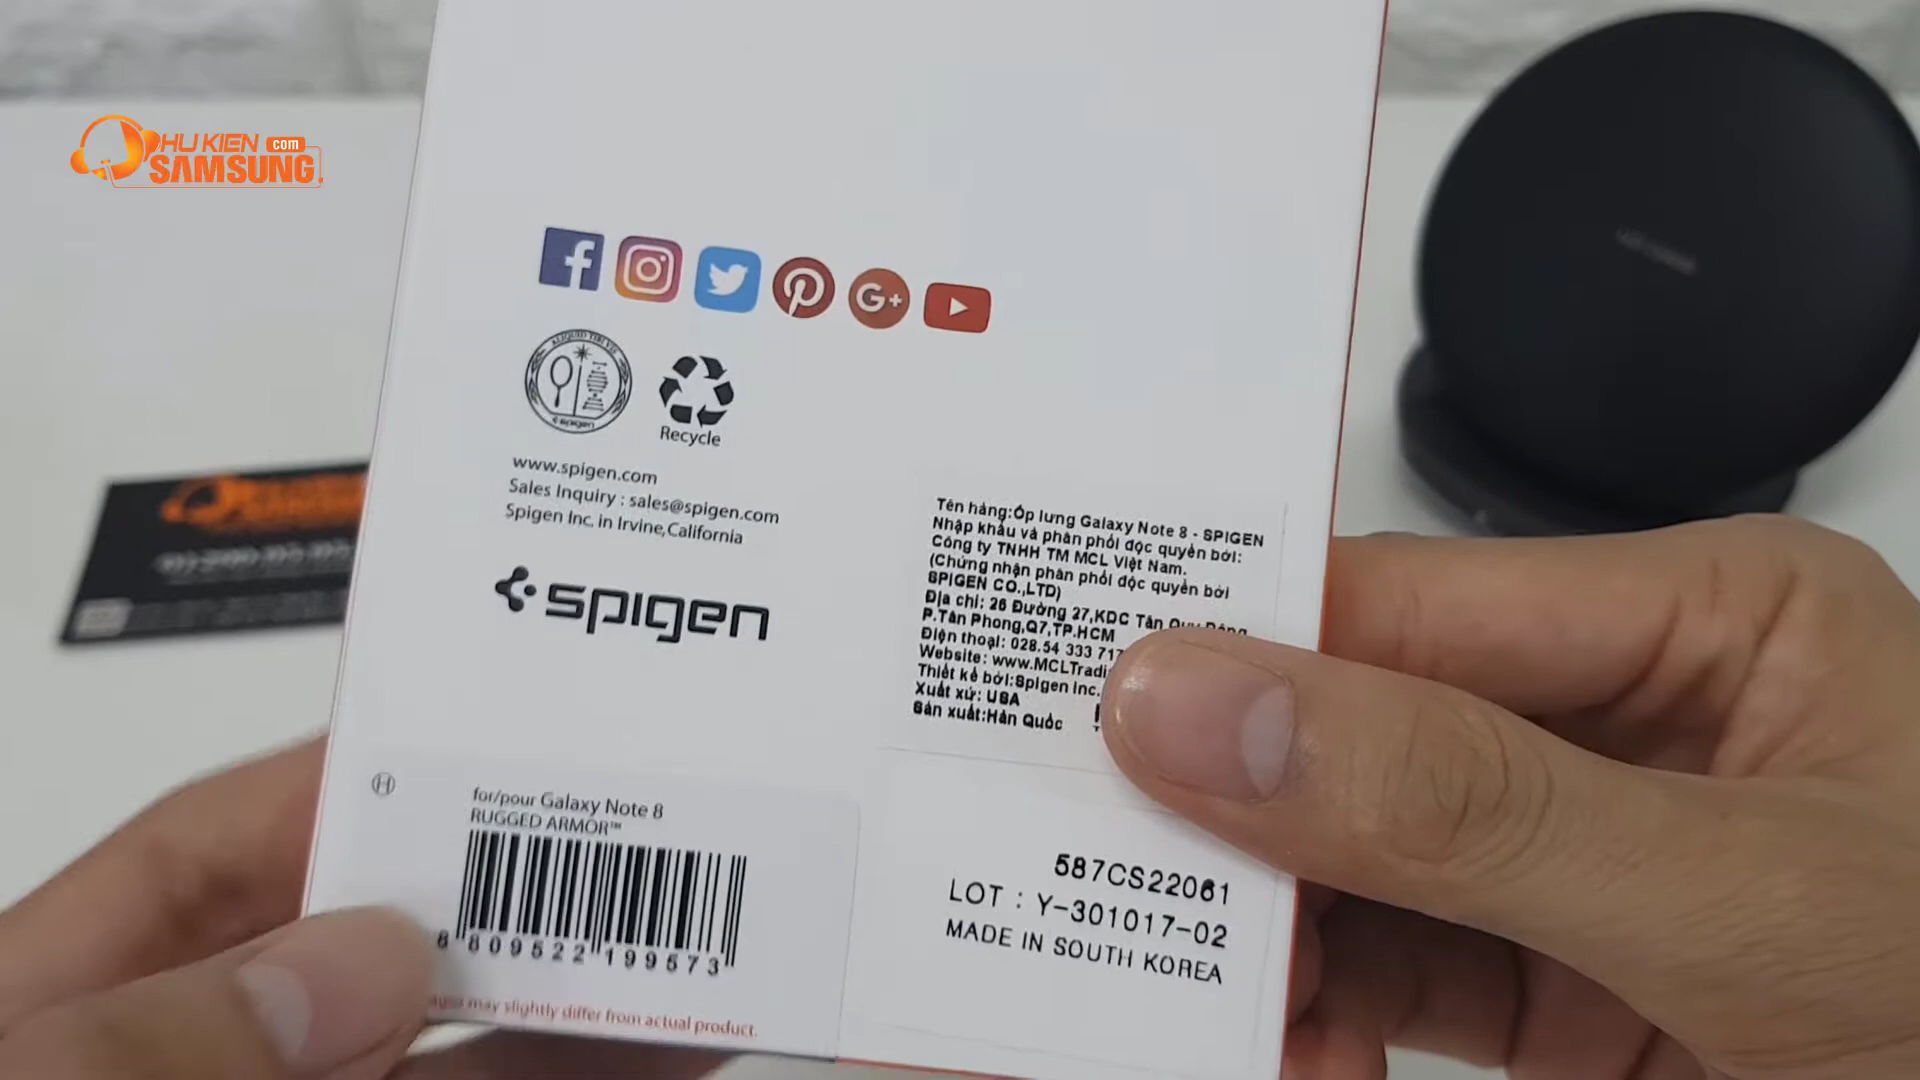 PHU KIEN com
SAMSUNG
Recycle
spigen
www.spigen.com
Sales Inquiry : sales@spigen.com
Spigen Inc. in Irvine,California
spigen
Tên hàng:Ốp lưng Galaxy Note 8 - SPIGEN
Nhập khẩu và phân phối độc quyền bởi:
Công ty TNHH TM MCL Việt Nam.
(Chứng nhận phân phối độc quyền bởi
SPIGEN CO.,LTD)
Địa chỉ: 26 Đường 27,KDC Tân Quy Đông
P.Tân Phong,Q7,TP.HCM
Điện thoại: 028.54 333 717
Website: www.MCLTradi
Thiết kế bởi:Spigen Inc.
Xuất xứ: USA
Sản xuất:Hàn Quốc
H
for/pour Galaxy Note 8
RUGGED ARMOR™
8 809522 199573
may slightly differ from actual product.
587CS22061
LOT : Y-301017-02
MADE IN SOUTH KOREA